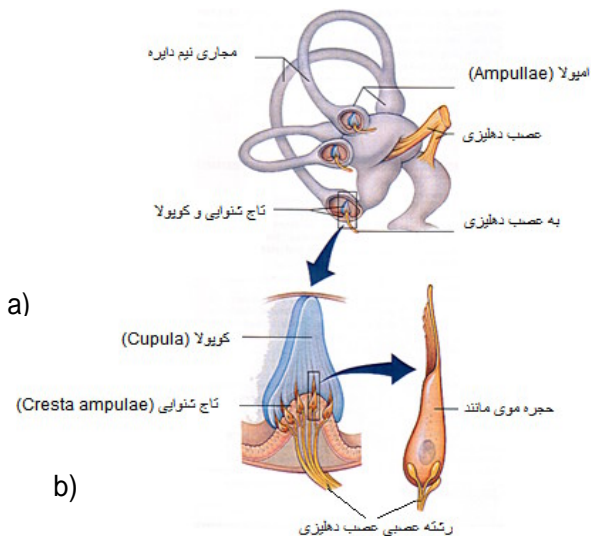 مجاری نیم دایره
امپولا (Ampullae)
عصب دهلیزی
تاج شنوایی و کوپولا
به عصب دهلیزی
a)
کوپولا (Cupula)
تاج شنوایی (Cresta ampulae)
حجره موی مانند
b)
رشته عصبی عصب دهلیزی